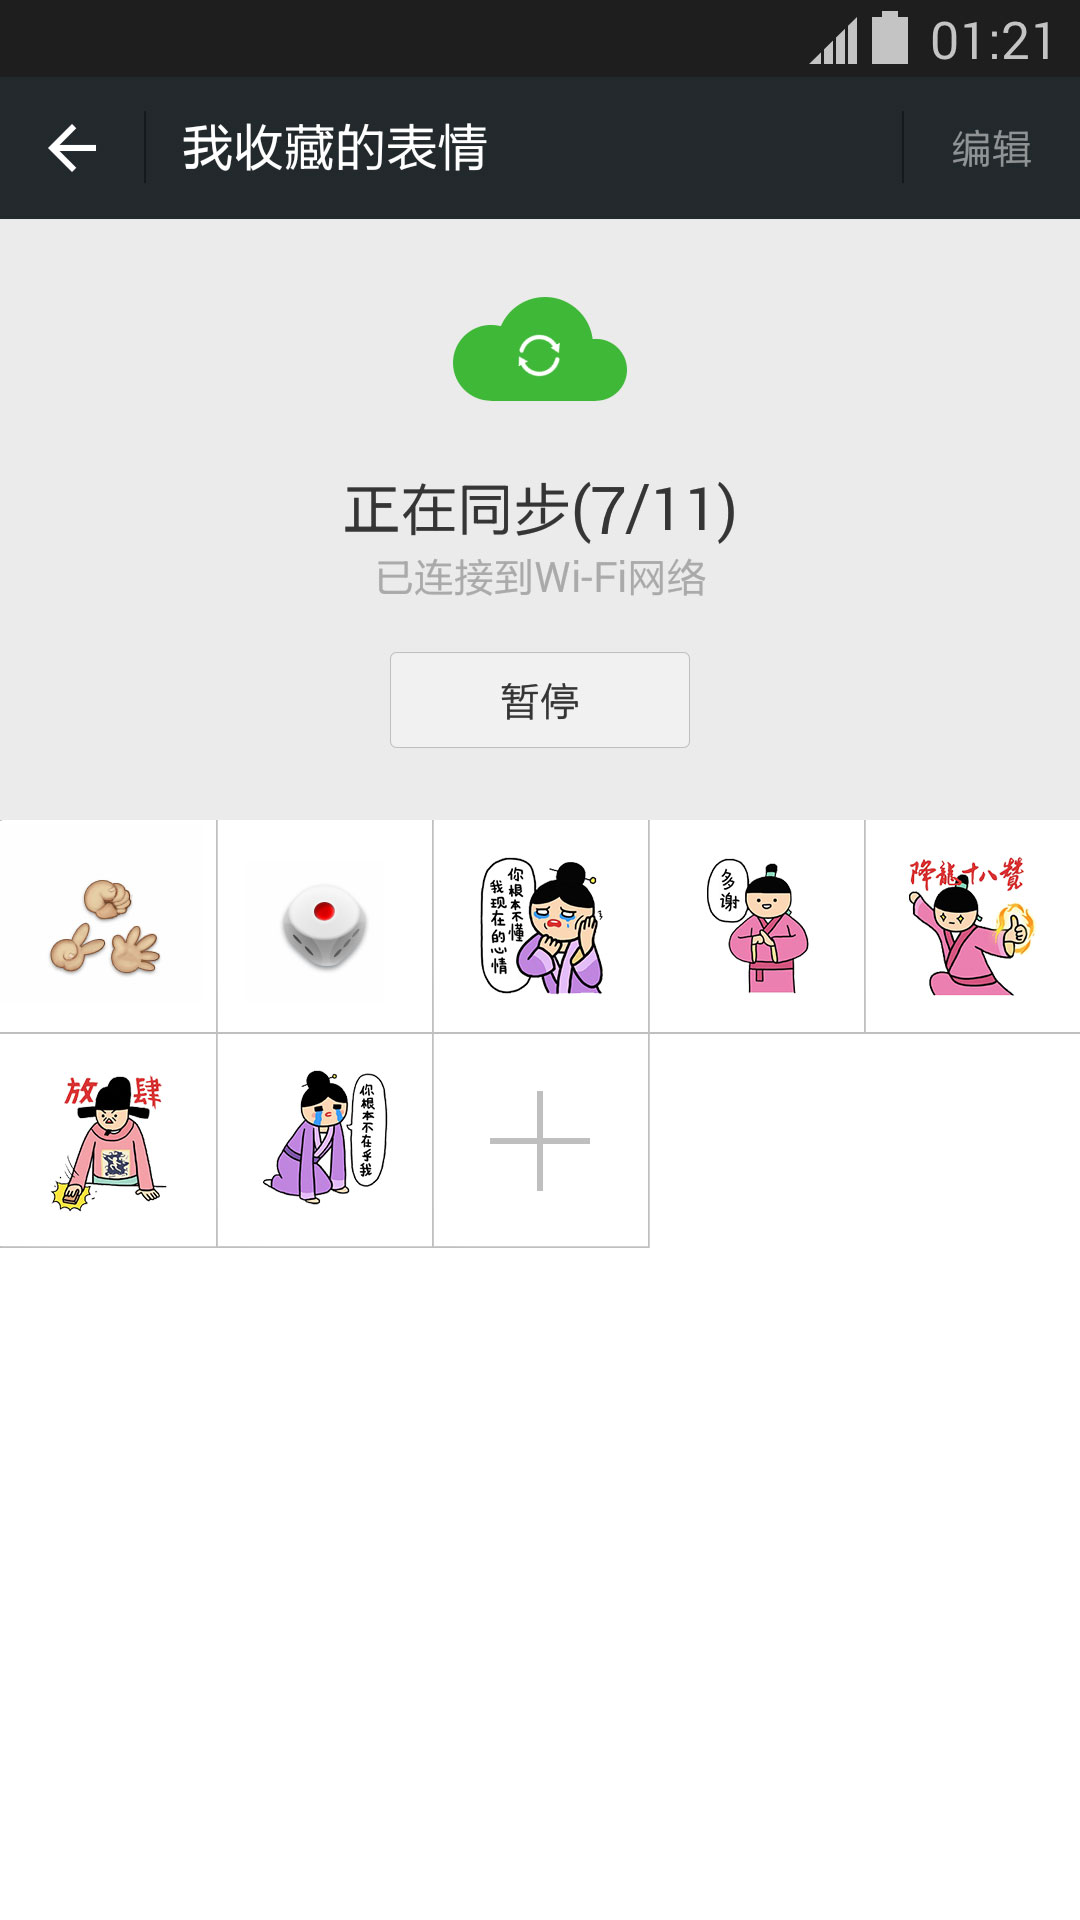 01:21
我收藏的表情
编辑
正在同步(7/11)
已连接到Wi-Fi网络
暂停
你根本不懂
我现在的心情
多谢
降龍十八赞
放肆
你根本不在乎我